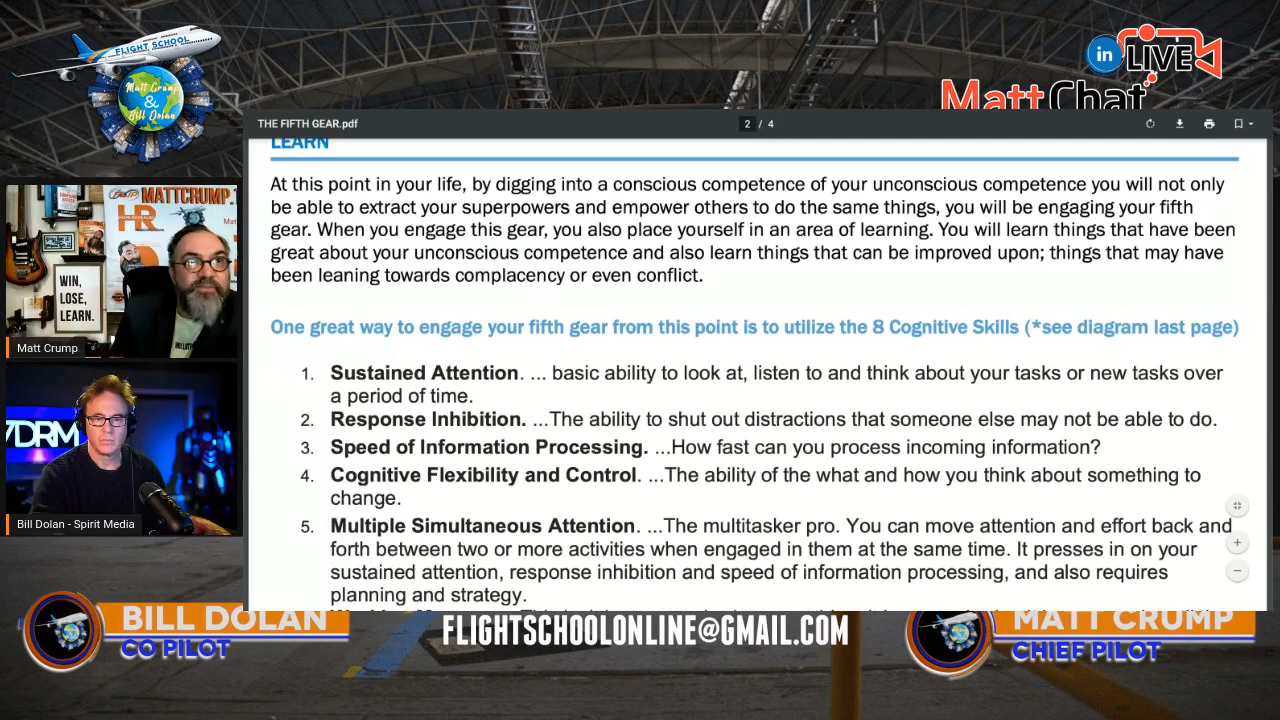 FLIGHT SCHOOL
Matt Crump
&
Bill Dolan
in LIVE
MattChat
THE FIFTH GEAR.pdf
2 / 4
LEARN
At this point in your life, by digging into a conscious competence of your unconscious competence you will not only
be able to extract your superpowers and empower others to do the same things, you will be engaging your fifth
gear. When you engage this gear, you also place yourself in an area of learning. You will learn things that have been
great about your unconscious competence and also learn things that can be improved upon; things that may have
been leaning towards complacency or even conflict.
One great way to engage your fifth gear from this point is to utilize the 8 Cognitive Skills (*see diagram last page)
1. Sustained Attention. ... basic ability to look at, listen to and think about your tasks or new tasks over
a period of time.
2. Response Inhibition. ...The ability to shut out distractions that someone else may not be able to do.
3. Speed of Information Processing. ...How fast can you process incoming information?
4. Cognitive Flexibility and Control. ...The ability of the what and how you think about something to
change.
5. Multiple Simultaneous Attention. ...The multitasker pro. You can move attention and effort back and
forth between two or more activities when engaged in them at the same time. It presses in on your
sustained attention, response inhibition and speed of information processing, and also requires
planning and strategy.
MATTCRUMP
HR
WIN,
LOSE,
LEARN.
Matt Crump
7DRM
Bill Dolan - Spirit Media
BILL DOLAN
CO PILOT
FLIGHTSCHOOLONLINE@GMAIL.COM
MATT CRUMP
CHIEF PILOT